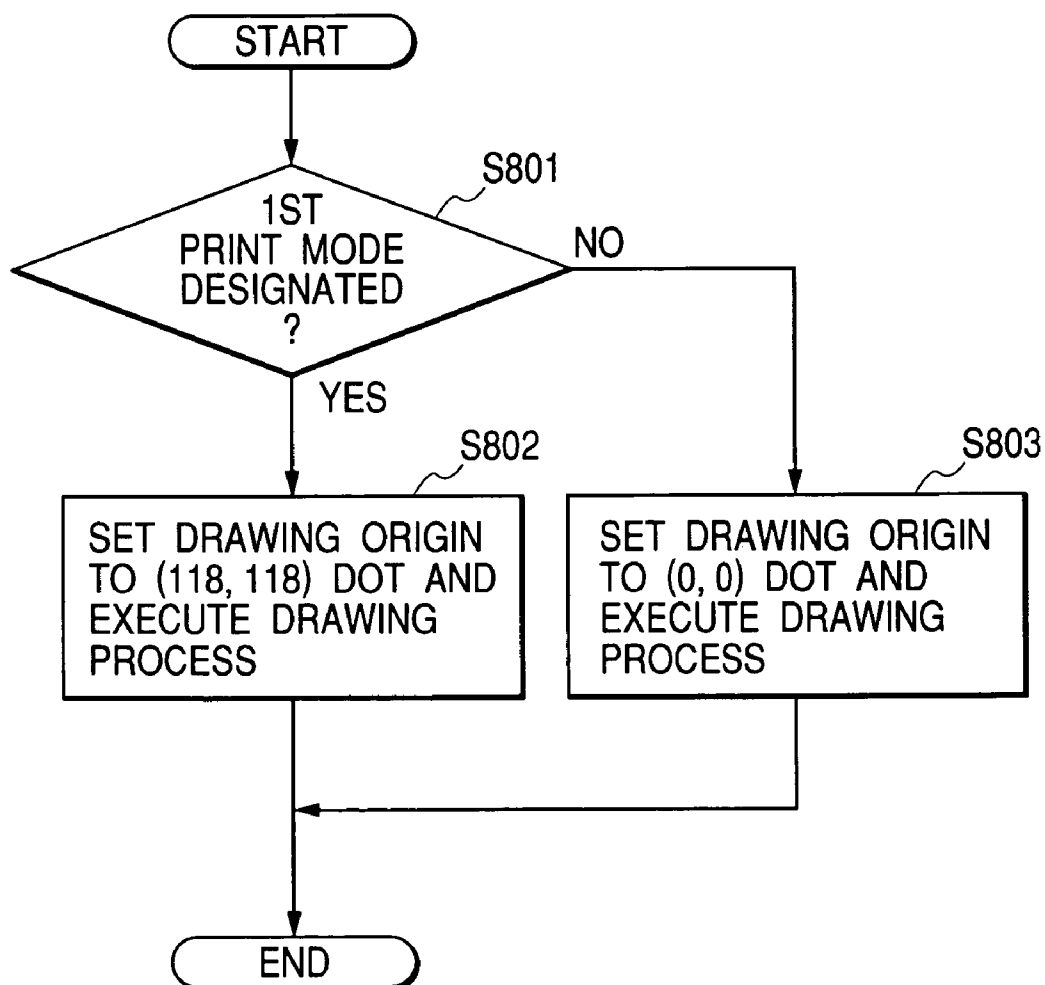 START
S801
1ST
PRINT MODE
DESIGNATED
?
NO
YES
S802
SET DRAWING ORIGIN
TO (118, 118) DOT AND
EXECUTE DRAWING
PROCESS
S803
SET DRAWING ORIGIN
TO (0, 0) DOT AND
EXECUTE DRAWING
PROCESS
END